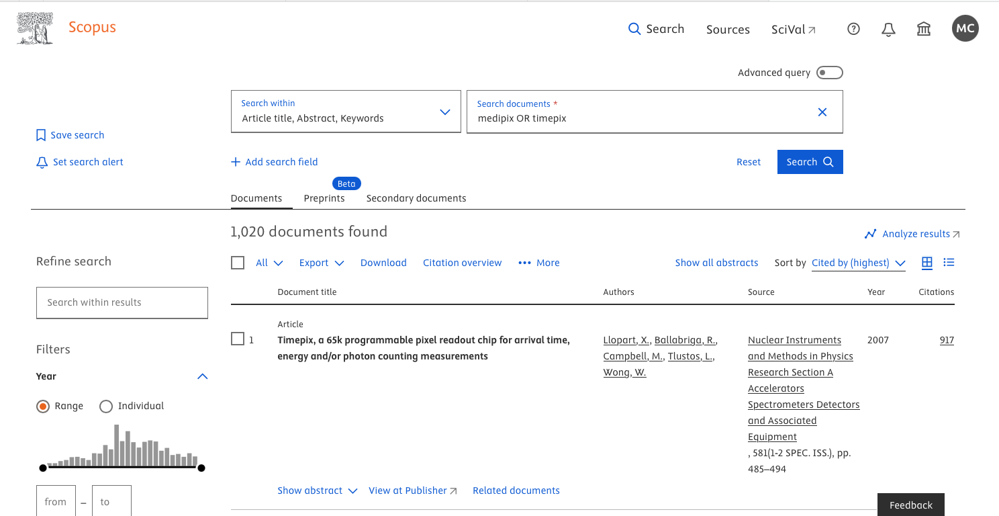 Scopus
Search
Sources
SciVal
MC
Advanced query
Search within
Article title, Abstract, Keywords
Search documents *
medipix OR timepix
Save search
Set search alert
Add search field
Reset
Search
Beta
Documents
Preprints
Secondary documents
1,020 documents found
Analyze results
Refine search
Search within results
Filters
Year
Range
Individual
from
–
to
All
Export
Download
Citation overview
More
Show all abstracts
Sort by
Cited by (highest)
Document title
Authors
Source
Year
Citations
1
Article
Timepix, a 65k programmable pixel readout chip for arrival time,
energy and/or photon counting measurements
Llopart, X., Ballabriga, R.,
Campbell, M., Tlustos, L.,
Wong, W.
Nuclear Instruments
and Methods in Physics
Research Section A
Accelerators
Spectrometers Detectors
and Associated
Equipment
, 581(1-2 SPEC. ISS.), pp.
485–494
2007
917
Show abstract
View at Publisher
Related documents
Feedback